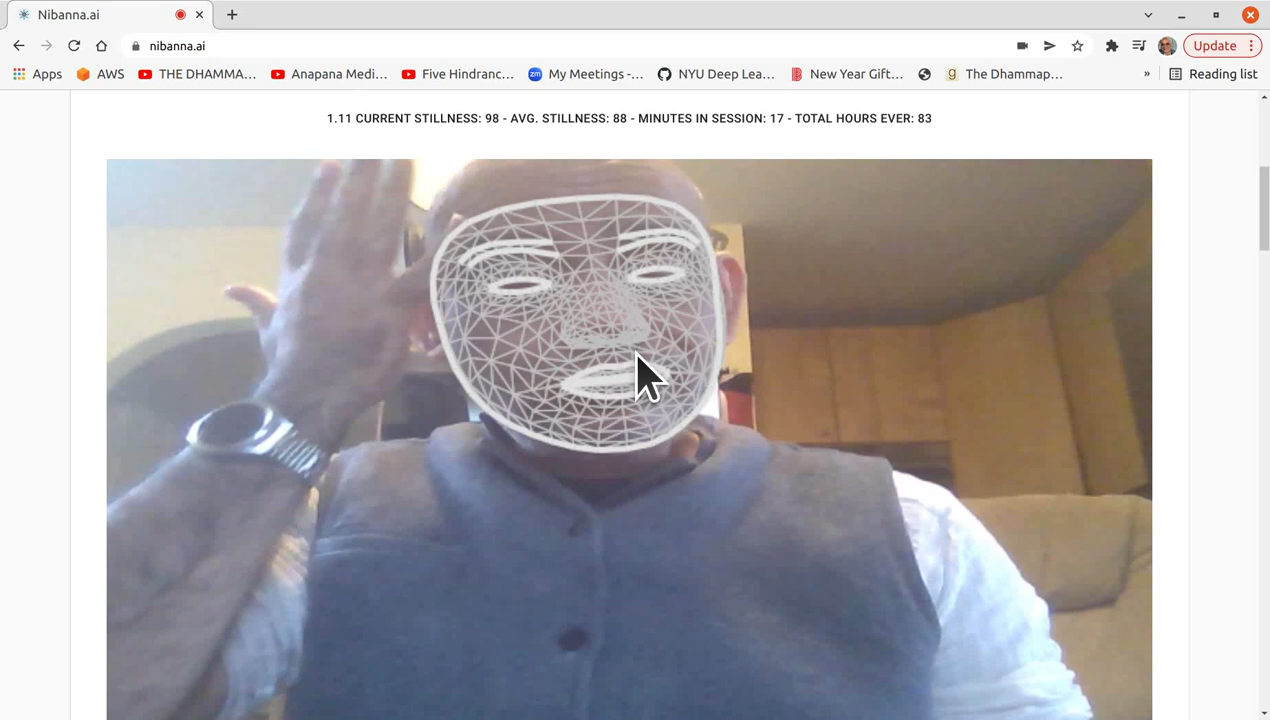 Nibanna.ai
nibanna.ai
Update
Apps
AWS
THE DHAMMA...
Anapana Medi...
Five Hindranc...
zm
My Meetings -...
NYU Deep Lea...
New Year Gift...
g
The Dhammap...
»
Reading list
1.11 CURRENT STILLNESS: 98 - AVG. STILLNESS: 88 - MINUTES IN SESSION: 17 - TOTAL HOURS EVER: 83